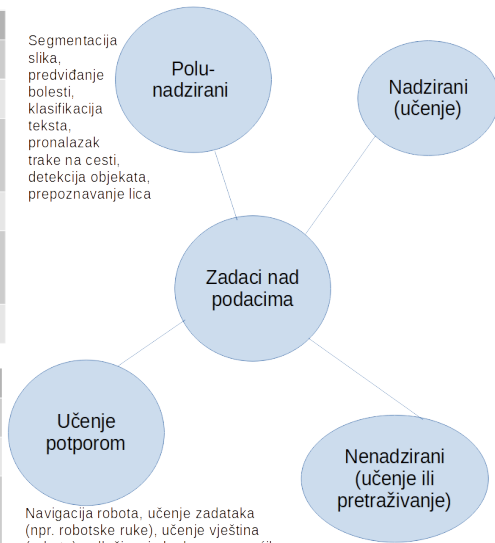 Segmentacija
slika,
predviđanje
bolesti,
klasifikacija
teksta,
pronalazak
trake na cesti,
detekcija objekata,
prepoznavanje lica
Polu-
nadzirani
Nadzirani
(učenje)
Zadaci nad
podacima
Učenje
potporom
Nenadzirani
(učenje ili
pretraživanje)
Navigacija robota, učenje zadataka
(npr. robotske ruke), učenje vještina